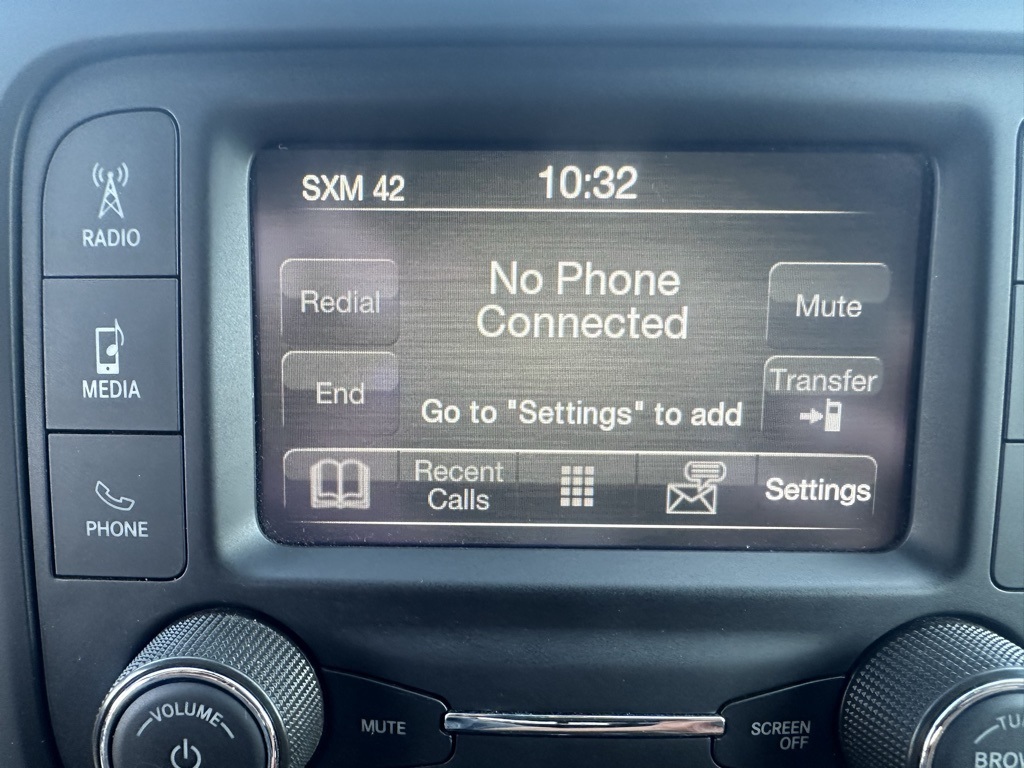 SXM 42
10:32
RADIO
Redial
No Phone
Connected
Mute
MEDIA
End
Go to "Settings" to add
Transfer
Recent
Calls
Settings
PHONE
VOLUME
MUTE
SCREEN
OFF